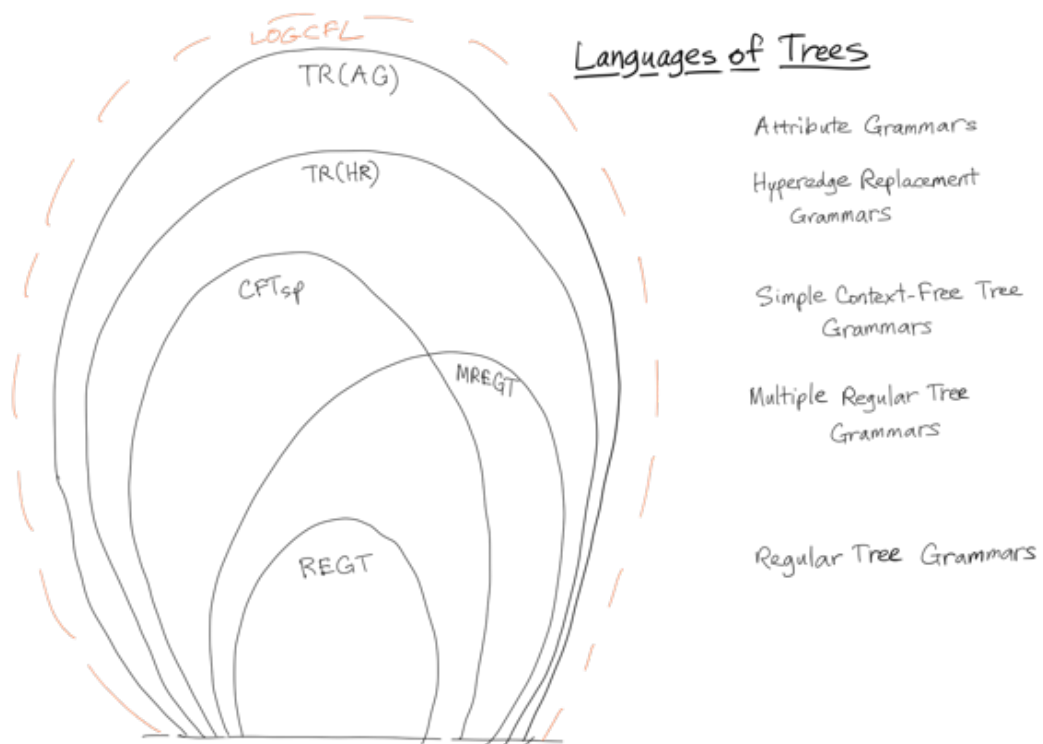 LOGCFL
TR(AG)
TR(HR)
CFTsp
MREGT
REGT
Languages of Trees
Attribute Grammars
Hyperedge Replacement
Grammars
Simple Context-Free Tree
Grammars
Multiple Regular Tree
Grammars
Regular Tree Grammars